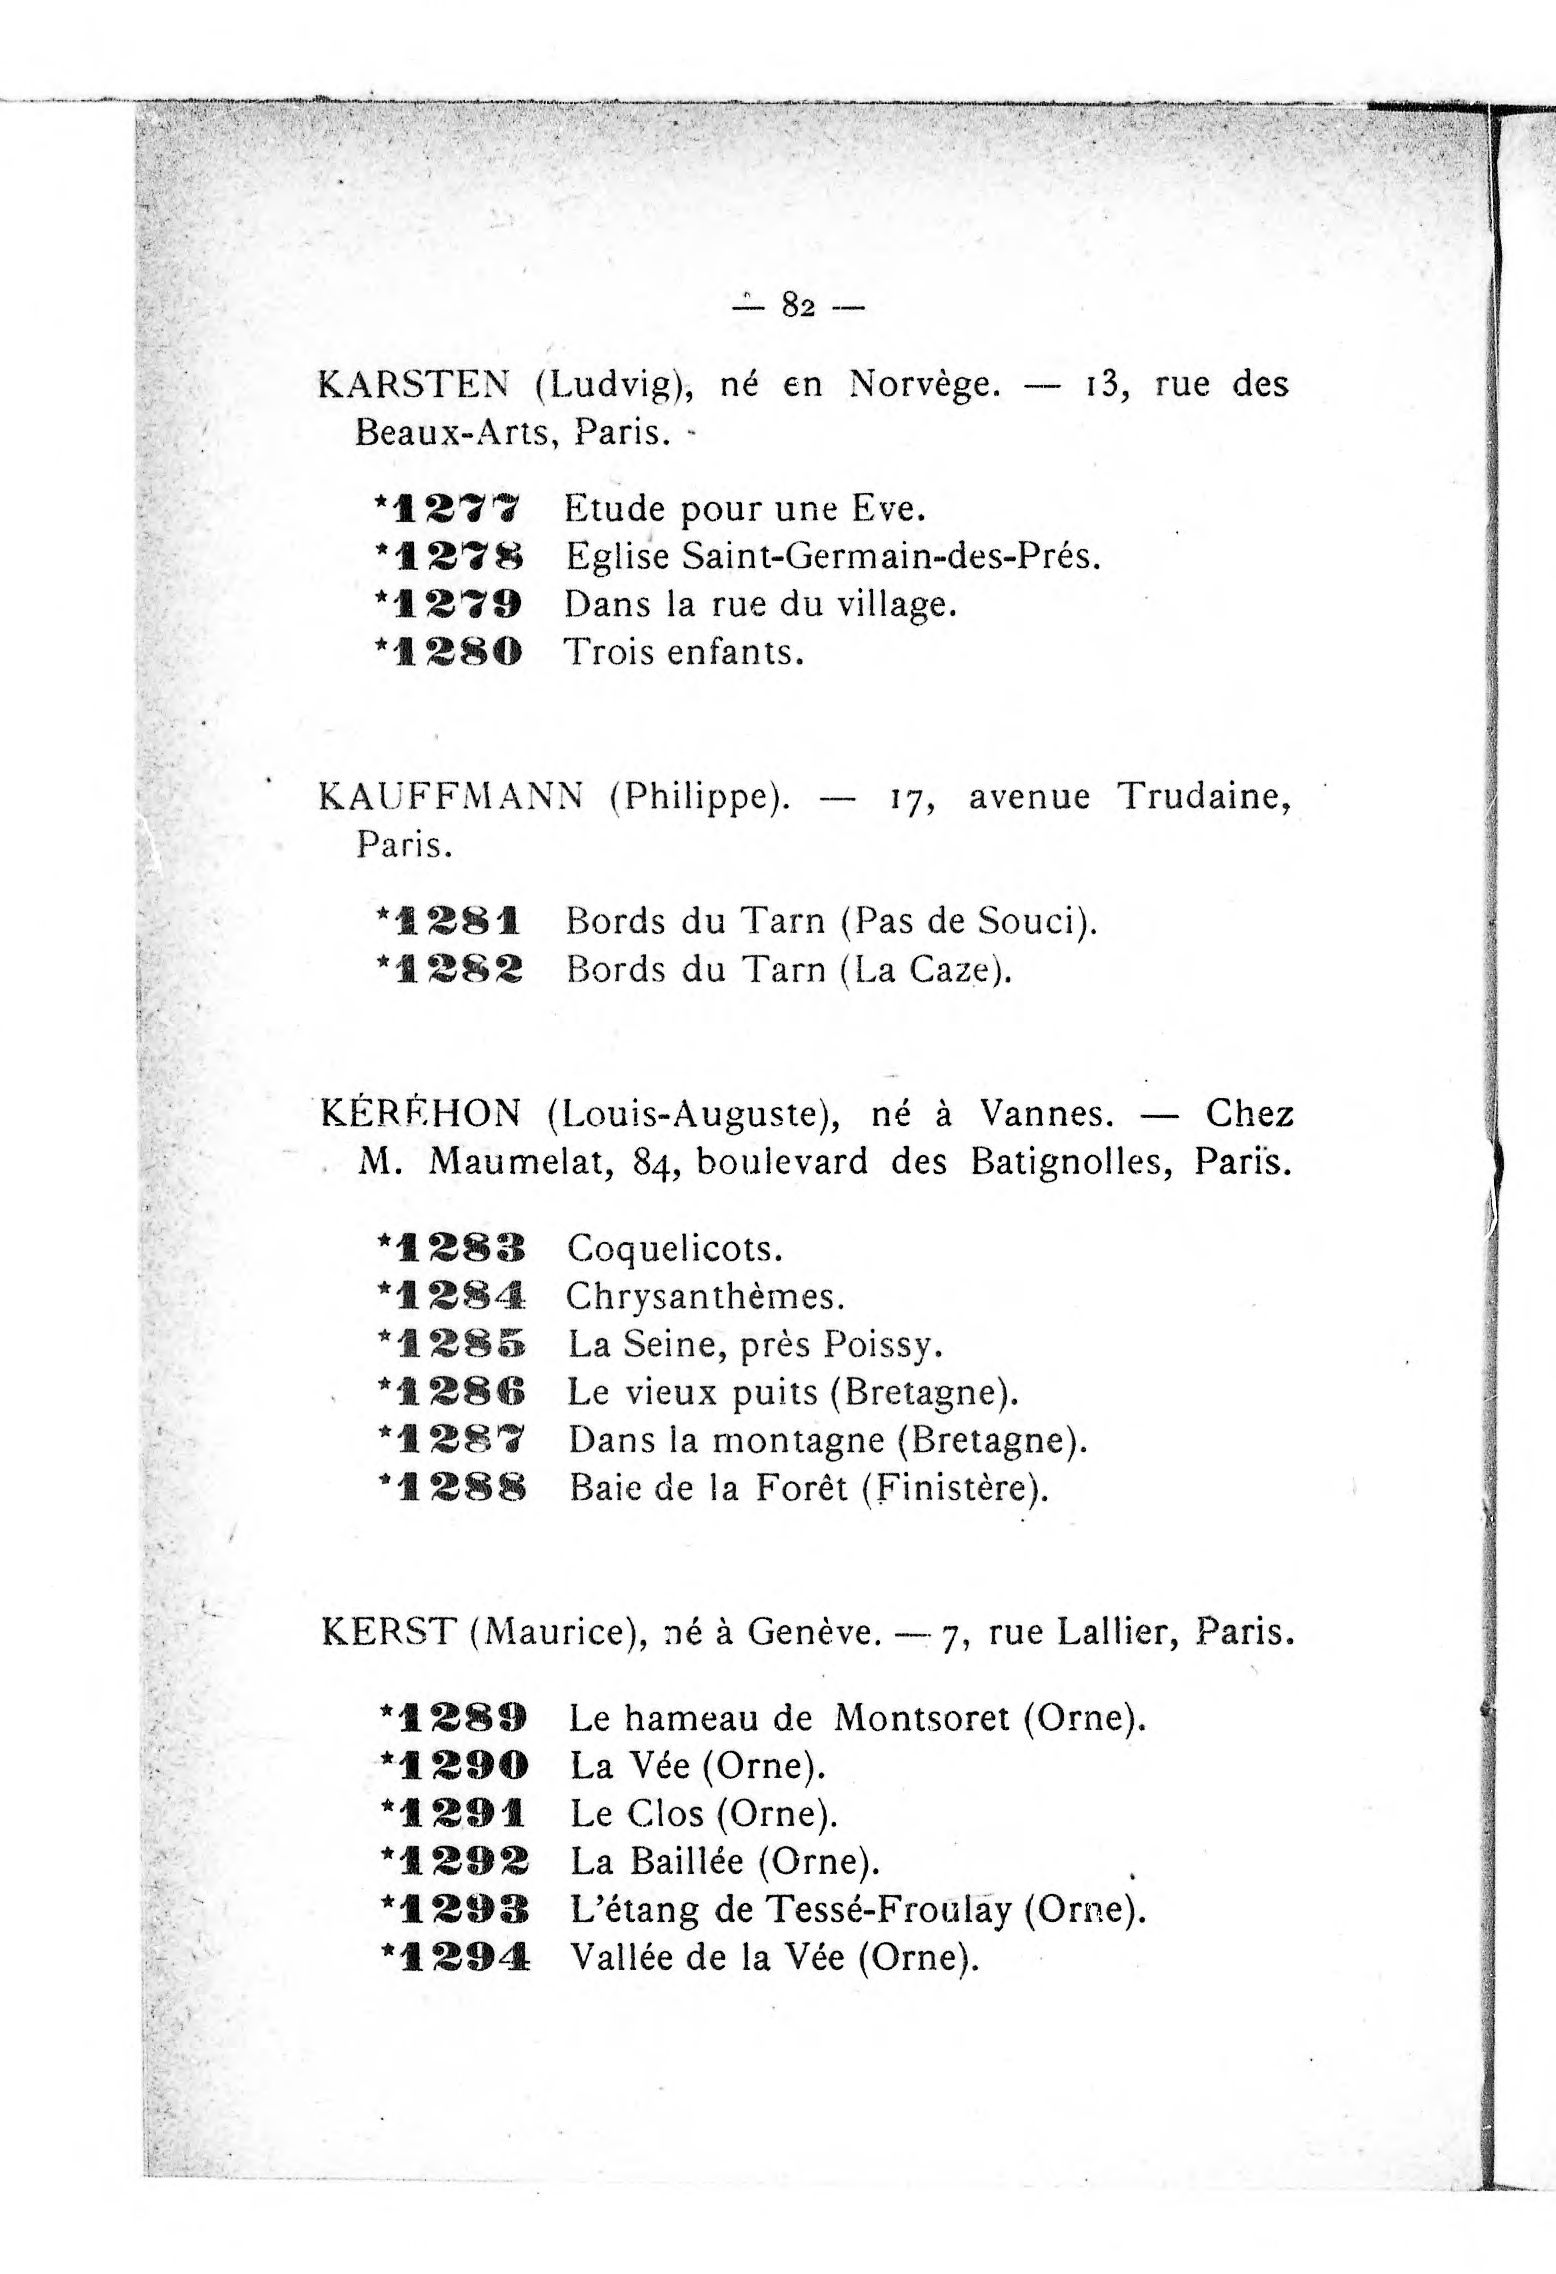 — 82 —
KARSTEN (Ludvig), né en Norvège. — 13, rue des
Beaux-Arts, Paris.
*1277 Etude pour une Eve.
*1278 Eglise Saint-Germain-des-Prés.
*1279 Dans la rue du village.
*1280 Trois enfants.
KAUFFMANN (Philippe). — 17, avenue Trudaine,
Paris.
*1281 Bords du Tarn (Pas de Souci).
*1282 Bords du Tarn (La Caze).
KÉRÉHON (Louis-Auguste), né à Vannes. — Chez
M. Maumelat, 84, boulevard des Batignolles, Paris.
*1283 Coquelicots.
*1284 Chrysanthèmes.
*1285 La Seine, près Poissy.
*1286 Le vieux puits (Bretagne).
*1287 Dans la montagne (Bretagne).
*1288 Baie de la Forêt (Finistère).
KERST (Maurice), né à Genève. — 7, rue Lallier, Paris.
*1289 Le hameau de Montsoret (Orne).
*1290 La Vée (Orne).
*1291 Le Clos (Orne).
*1292 La Baillée (Orne).
*1293 L'étang de Tessé-Froulay (Orne).
*1294 Vallée de la Vée (Orne).